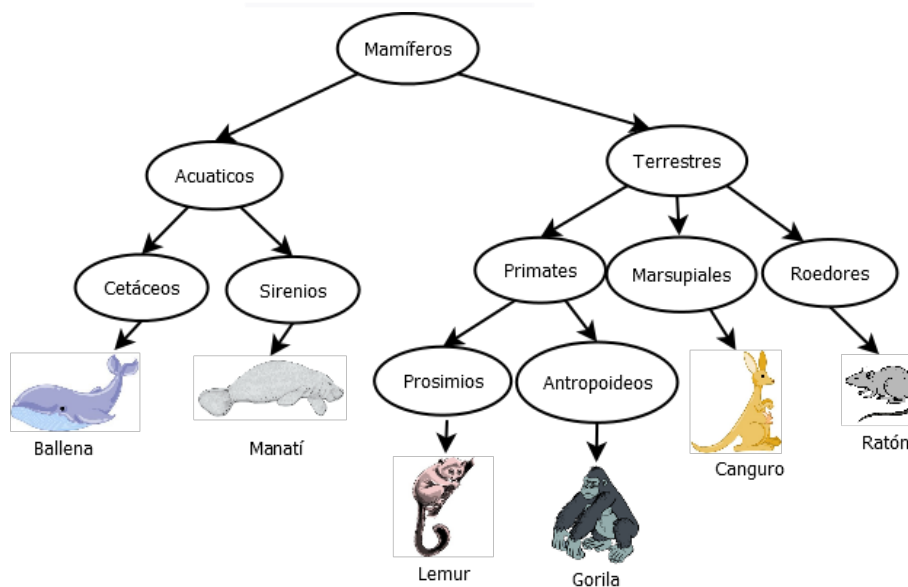 Mamíferos
Acuaticos
Terrestres
Cetáceos
Sirenios
Primates
Marsupiales
Roedores
Prosimios
Antropoideos
Ballena
Manatí
Canguro
Ratón
Lemur
Gorila